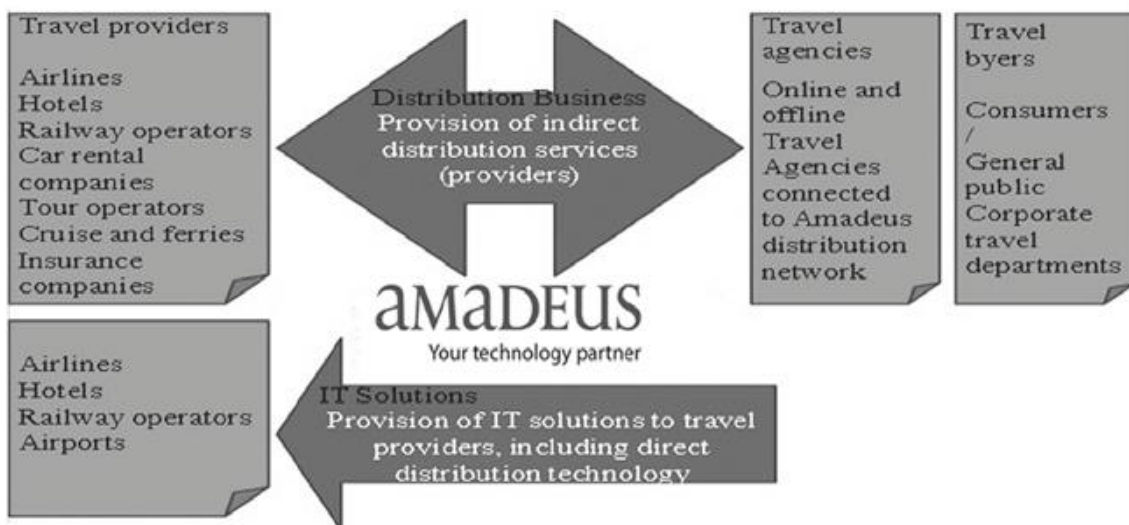 Travel providers
Airlines
Hotels
Railway operators
Car rental
companies
Tour operators
Cruise and ferries
Insurance
companies
Distribution Business
Provision of indirect
distribution services
(providers)
Travel
agencies
Online and
offline
Travel
Agencies
connected
to Amadeus
distribution
network
Travel
byers
Consumers
/
General
public
Corporate
travel
departments
amadeus
Your technology partner
Airlines
Hotels
Railway operators
Airports
IT Solutions
Provision of IT solutions to travel
providers, including direct
distribution technology